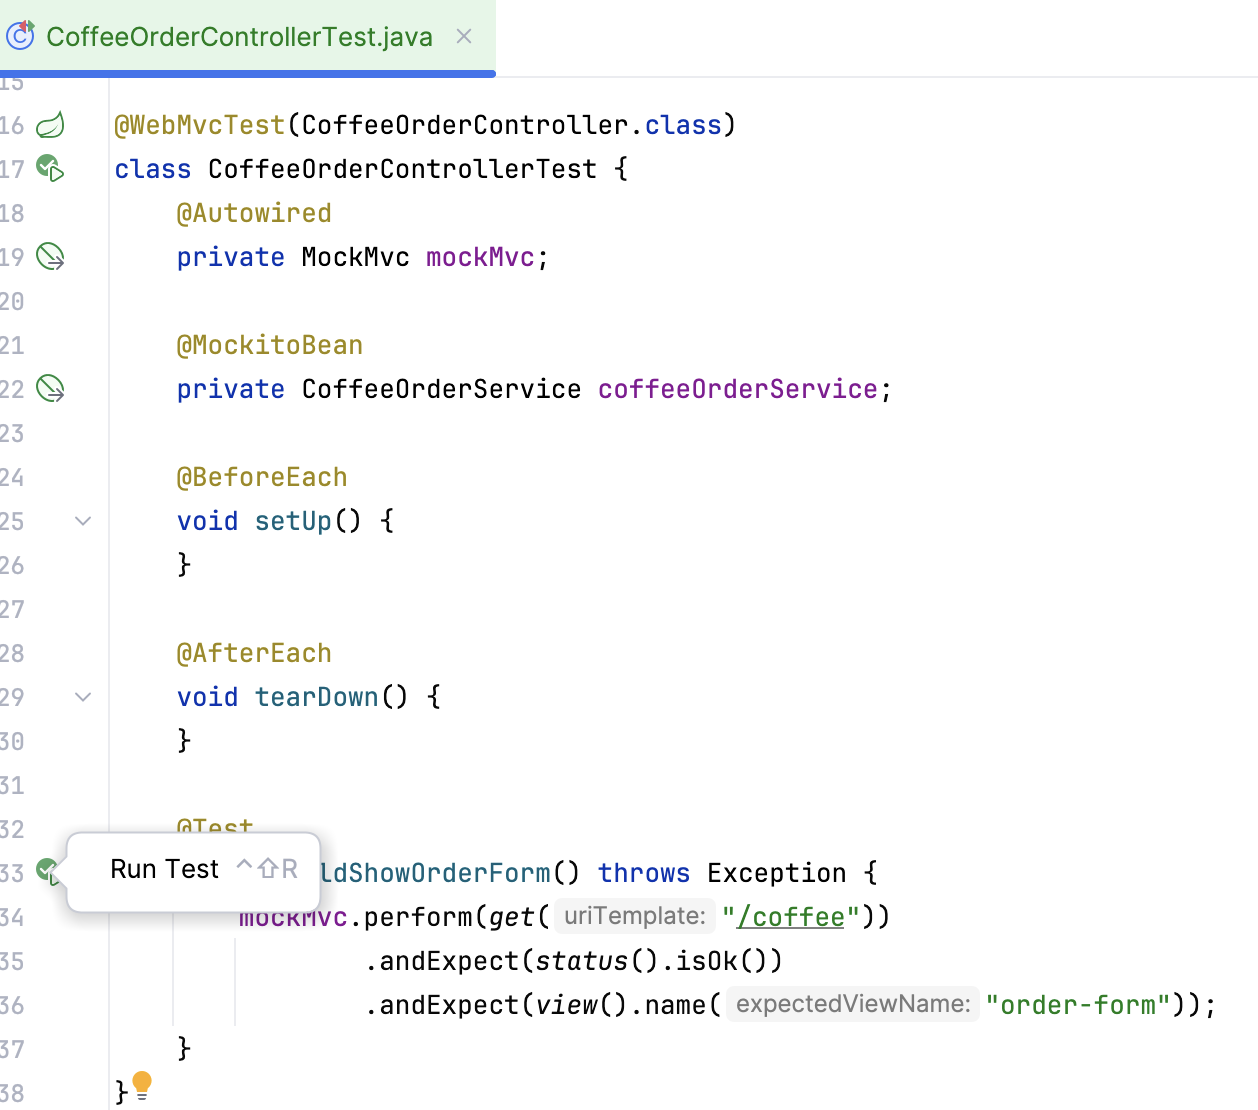 CoffeeOrderControllerTest.java
15
16 @WebMvcTest(CoffeeOrderController.class)
17 class CoffeeOrderControllerTest {
18 @Autowired
19 private MockMvc mockMvc;
20
21 @MockitoBean
22 private CoffeeOrderService coffeeOrderService;
23
24 @BeforeEach
25 void setUp() {
26 }
27
28 @AfterEach
29 void tearDown() {
30 }
31
32 @Test
Run Test ^⇧R
33 ldShowOrderForm() throws Exception {
34 mockMvc.perform(get( uriTemplate: "/coffee"))
35 .andExpect(status().isOk())
36 .andExpect(view().name( expectedViewName: "order-form"));
37 }
38 }